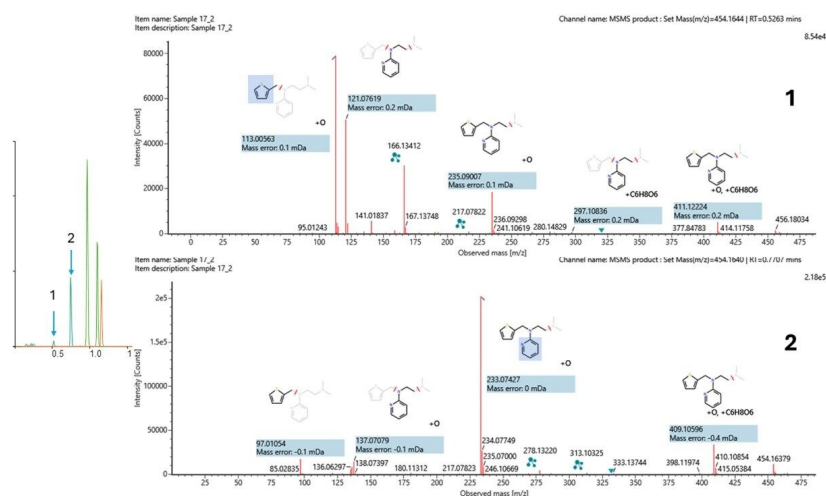 Item name: Sample 17_2
Channel name: MSMS product : Set Mass(m/z)=454.1644 | RT=0.5263 mins
Item description: Sample 17_2
8.54e4
1
80000
60000
40000
20000
0
Intensity [Counts]
113.00563
Mass error: 0.1 mDa
+O
121.07619
Mass error: 0.2 mDa
166.13412
+O
235.09007
Mass error: 0.1 mDa
+C6H8O6
297.10836
Mass error: 0.2 mDa
+O, +C6H8O6
411.12224
Mass error: 0.2 mDa
95.01243
141.01837
167.13748
217.07822
236.09298
241.10619
280.14829
377.84783
414.11758
456.18034
0 25 50 75 100 125 150 175 200 225 250 275 300 325 350 375 400 425 450 475
Observed mass [m/z]
1
2
0.5
1.0
1
Item name: Sample 17_2
Channel name: MSMS product : Set Mass(m/z)=454.1640 | RT=0.7707 mins
Item description: Sample 17_2
2.18e5
2
2e5
1.5e5
100000
50000
0
Intensity [Counts]
+O
233.07427
Mass error: 0 mDa
97.01054
Mass error: -0.1 mDa
+O
137.07079
Mass error: -0.1 mDa
+O, +C6H8O6
409.10596
Mass error: -0.4 mDa
85.02835
136.06297
138.07397
180.11312
217.07823
234.07749
235.07000
246.10669
278.13220
313.10325
333.13744
398.11974
410.10854
415.05384
454.16379
25 50 75 100 125 150 175 200 225 250 275 300 325 350 375 400 425 450 475
Observed mass [m/z]